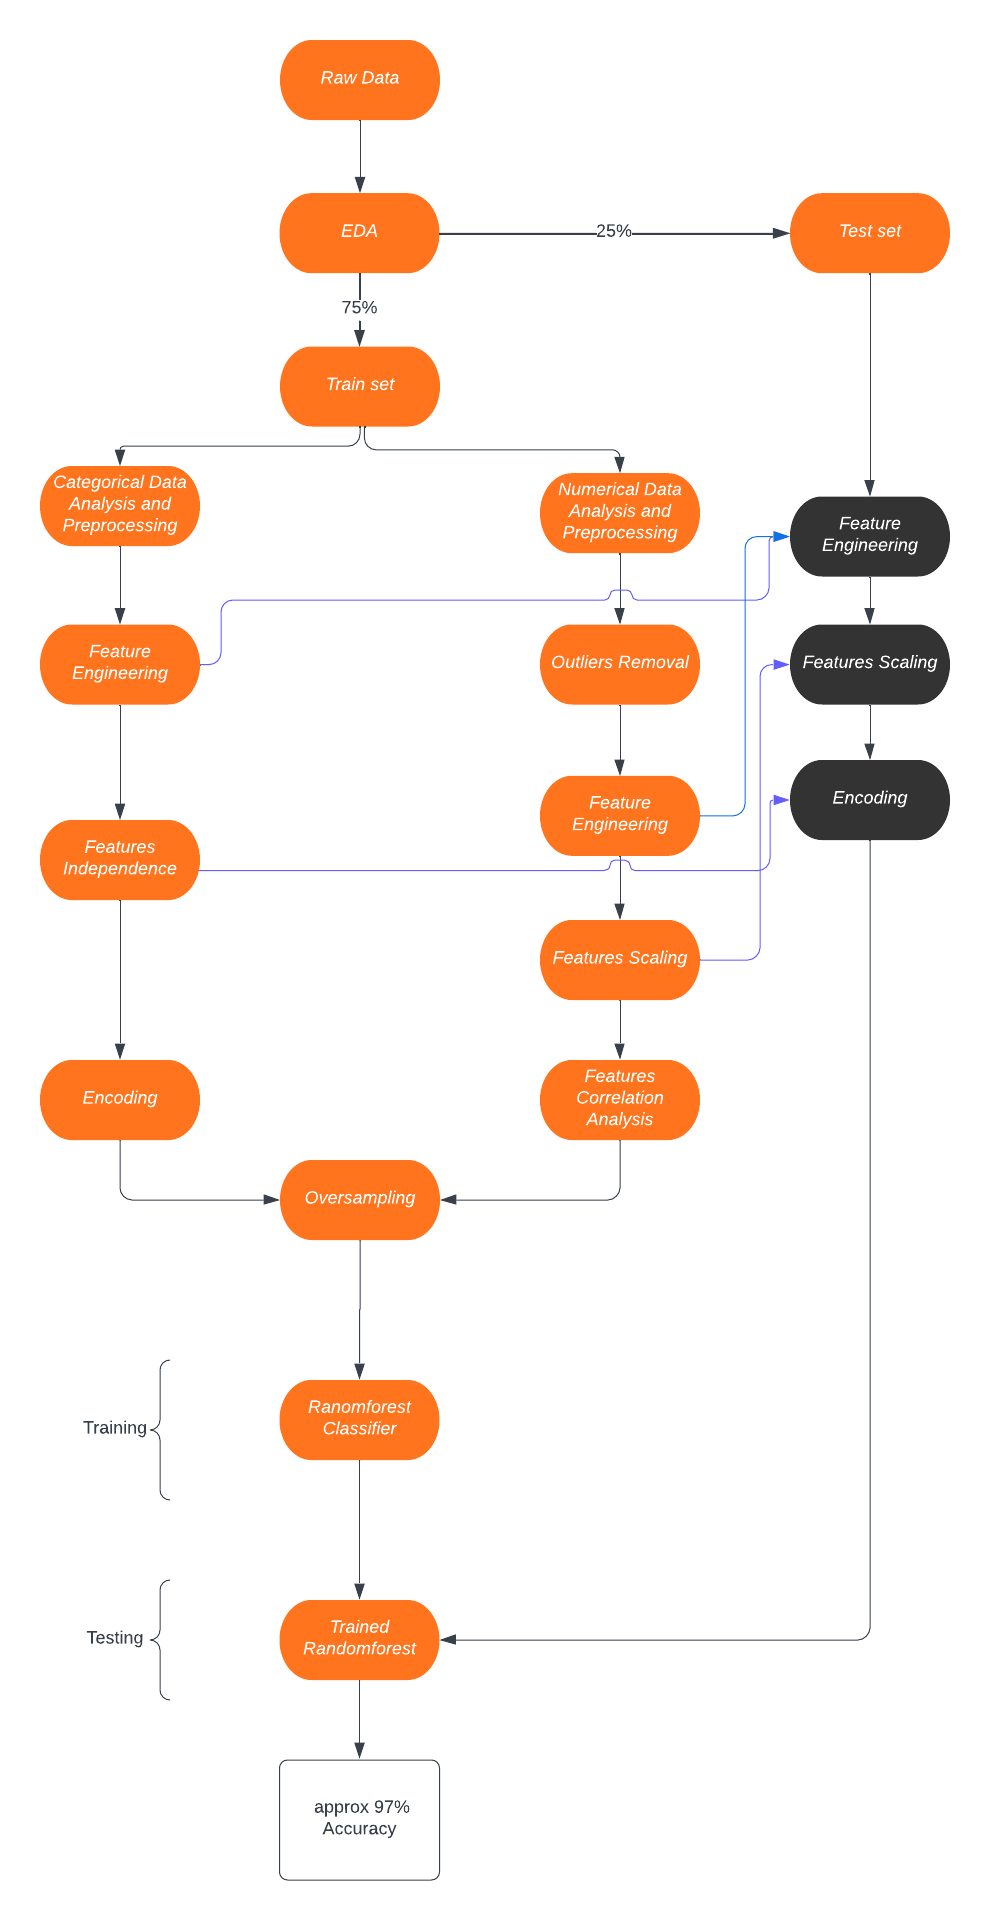 Raw Data
EDA
25%
Test set
75%
Train set
Categorical Data
Analysis and
Preprocessing
Numerical Data
Analysis and
Preprocessing
Feature
Engineering
Feature
Engineering
Outliers Removal
Features Scaling
Feature
Engineering
Encoding
Features
Independence
Features Scaling
Encoding
Features
Correlation
Analysis
Oversampling
Training
Ranomforest
Classifier
Testing
Trained
Randomforest
approx 97%
Accuracy